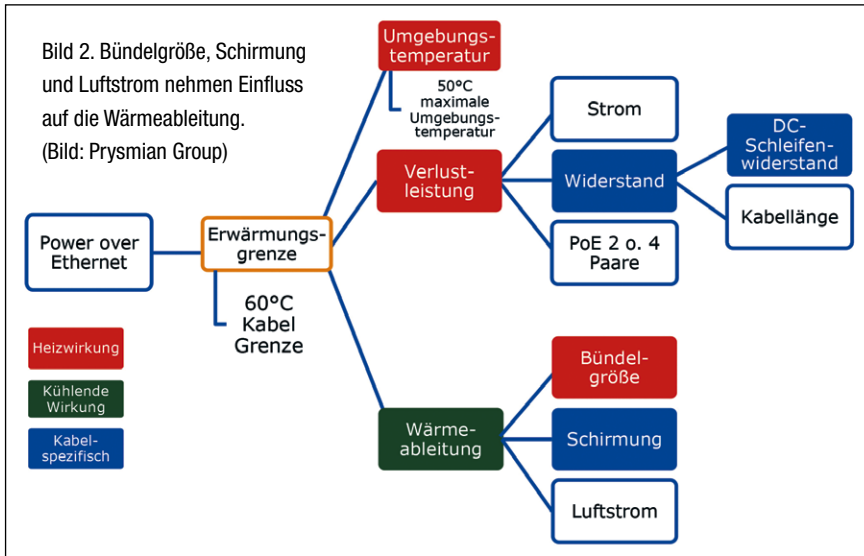 Bild 2. Bündelgröße, Schirmung
und Luftstrom nehmen Einfluss
auf die Wärmeableitung.
(Bild: Prysmian Group)
Umgebungs-
temperatur
50°C
maximale
Umgebungs-
temperatur
Strom
DC-
Schleifen-
widerstand
Verlust-
leistung
Widerstand
Kabellänge
Power over
Ethernet
Erwärmungs-
grenze
PoE 2 o. 4
Paare
60°C
Kabel
Grenze
Heizwirkung
Kühlende
Wirkung
Kabel-
spezifisch
Bündel-
größe
Wärme-
ableitung
Schirmung
Luftstrom